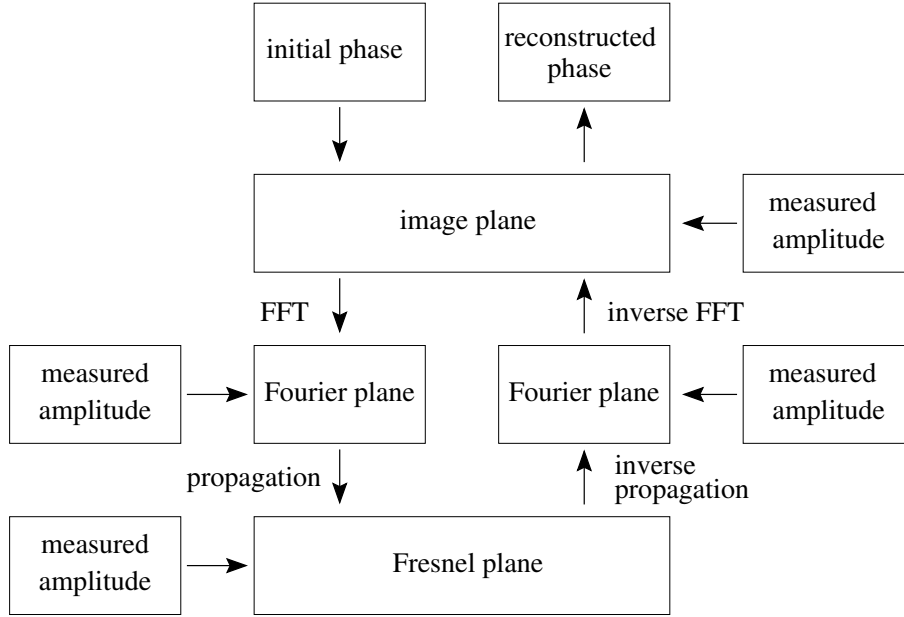 initial phase
reconstructed
phase
image plane
measured
amplitude
FFT
inverse FFT
measured
amplitude
Fourier plane
Fourier plane
measured
amplitude
propagation
inverse
propagation
measured
amplitude
Fresnel plane